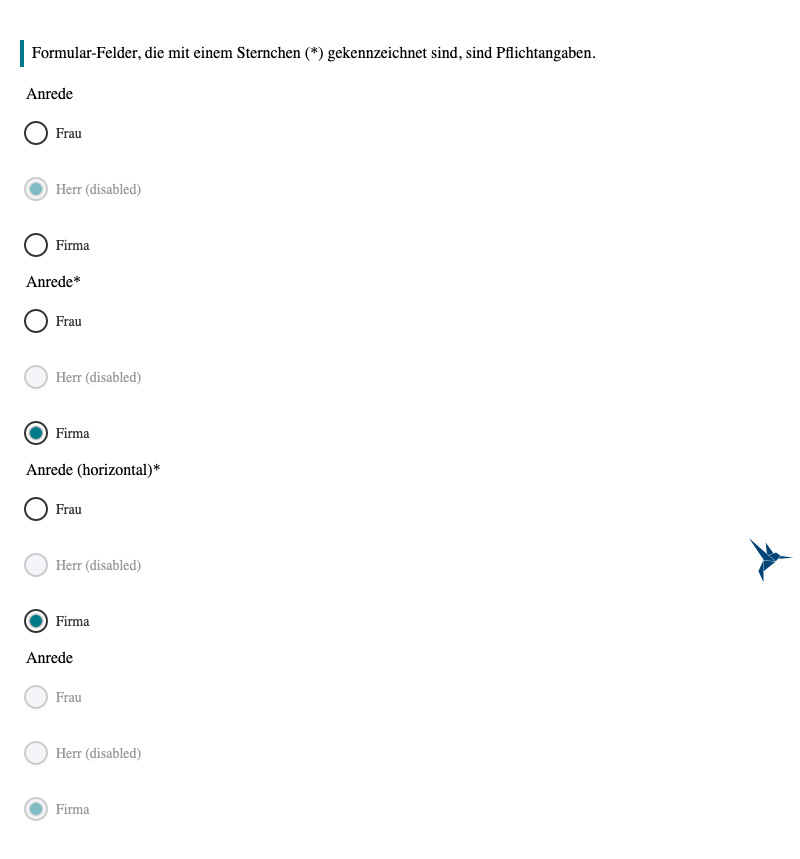 Formular-Felder, die mit einem Sternchen (*) gekennzeichnet sind, sind Pflichtangaben.
Anrede
Frau
Herr (disabled)
Firma
Anrede*
Frau
Herr (disabled)
Firma
Anrede (horizontal)*
Frau
Herr (disabled)
Firma
Anrede
Frau
Herr (disabled)
Firma